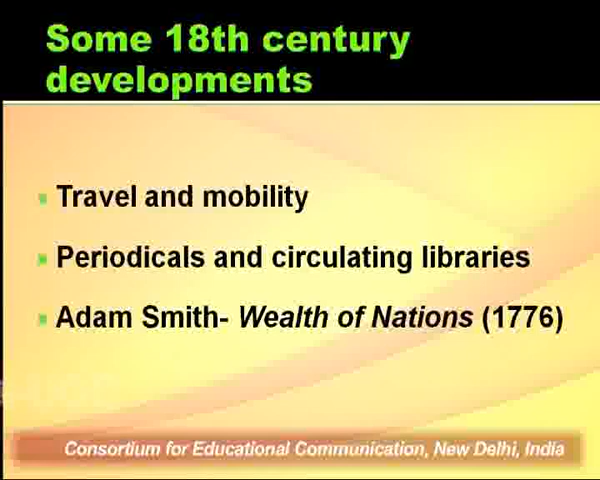 Some 18th century
developments
Travel and mobility
Periodicals and circulating libraries
Adam Smith- Wealth of Nations (1776)
Consortium for Educational Communication, New Delhi, India